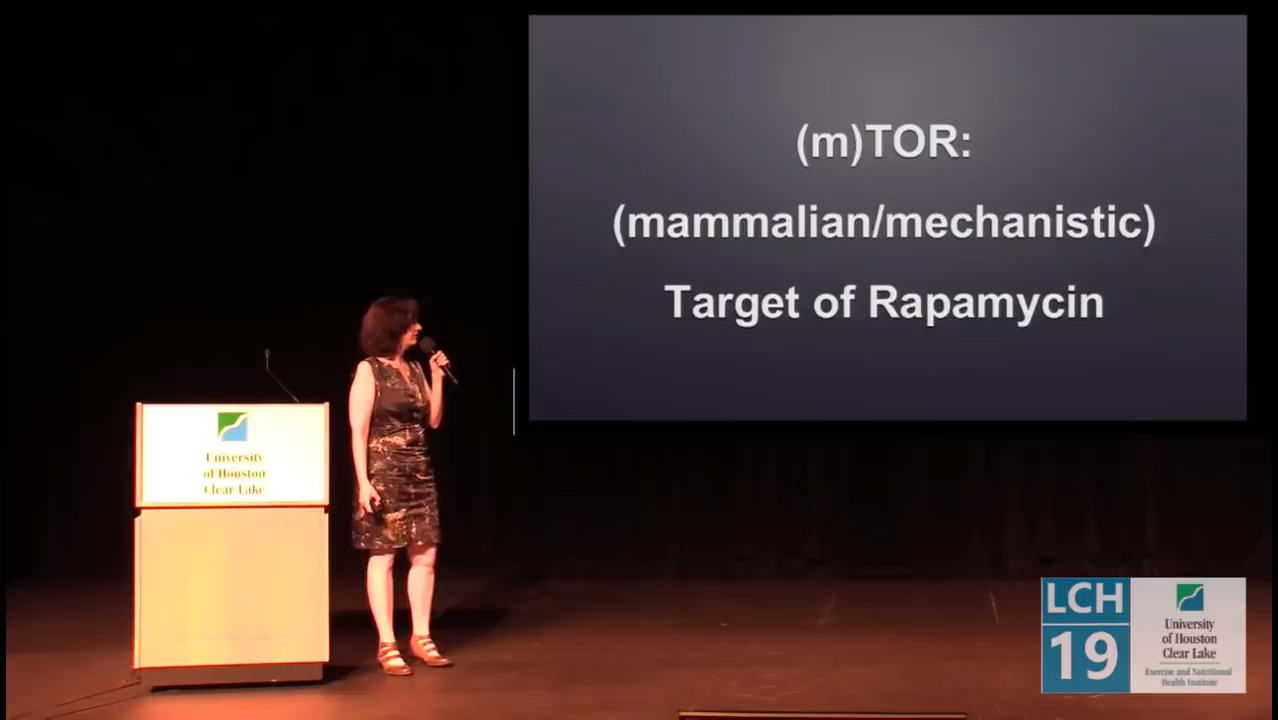 (m)TOR:
(mammalian/mechanistic)
Target of Rapamycin
University
of Houston
Clear Lake
LCH
19
University
of Houston
Clear Lake
Exercise and Nutritional
Health Institute